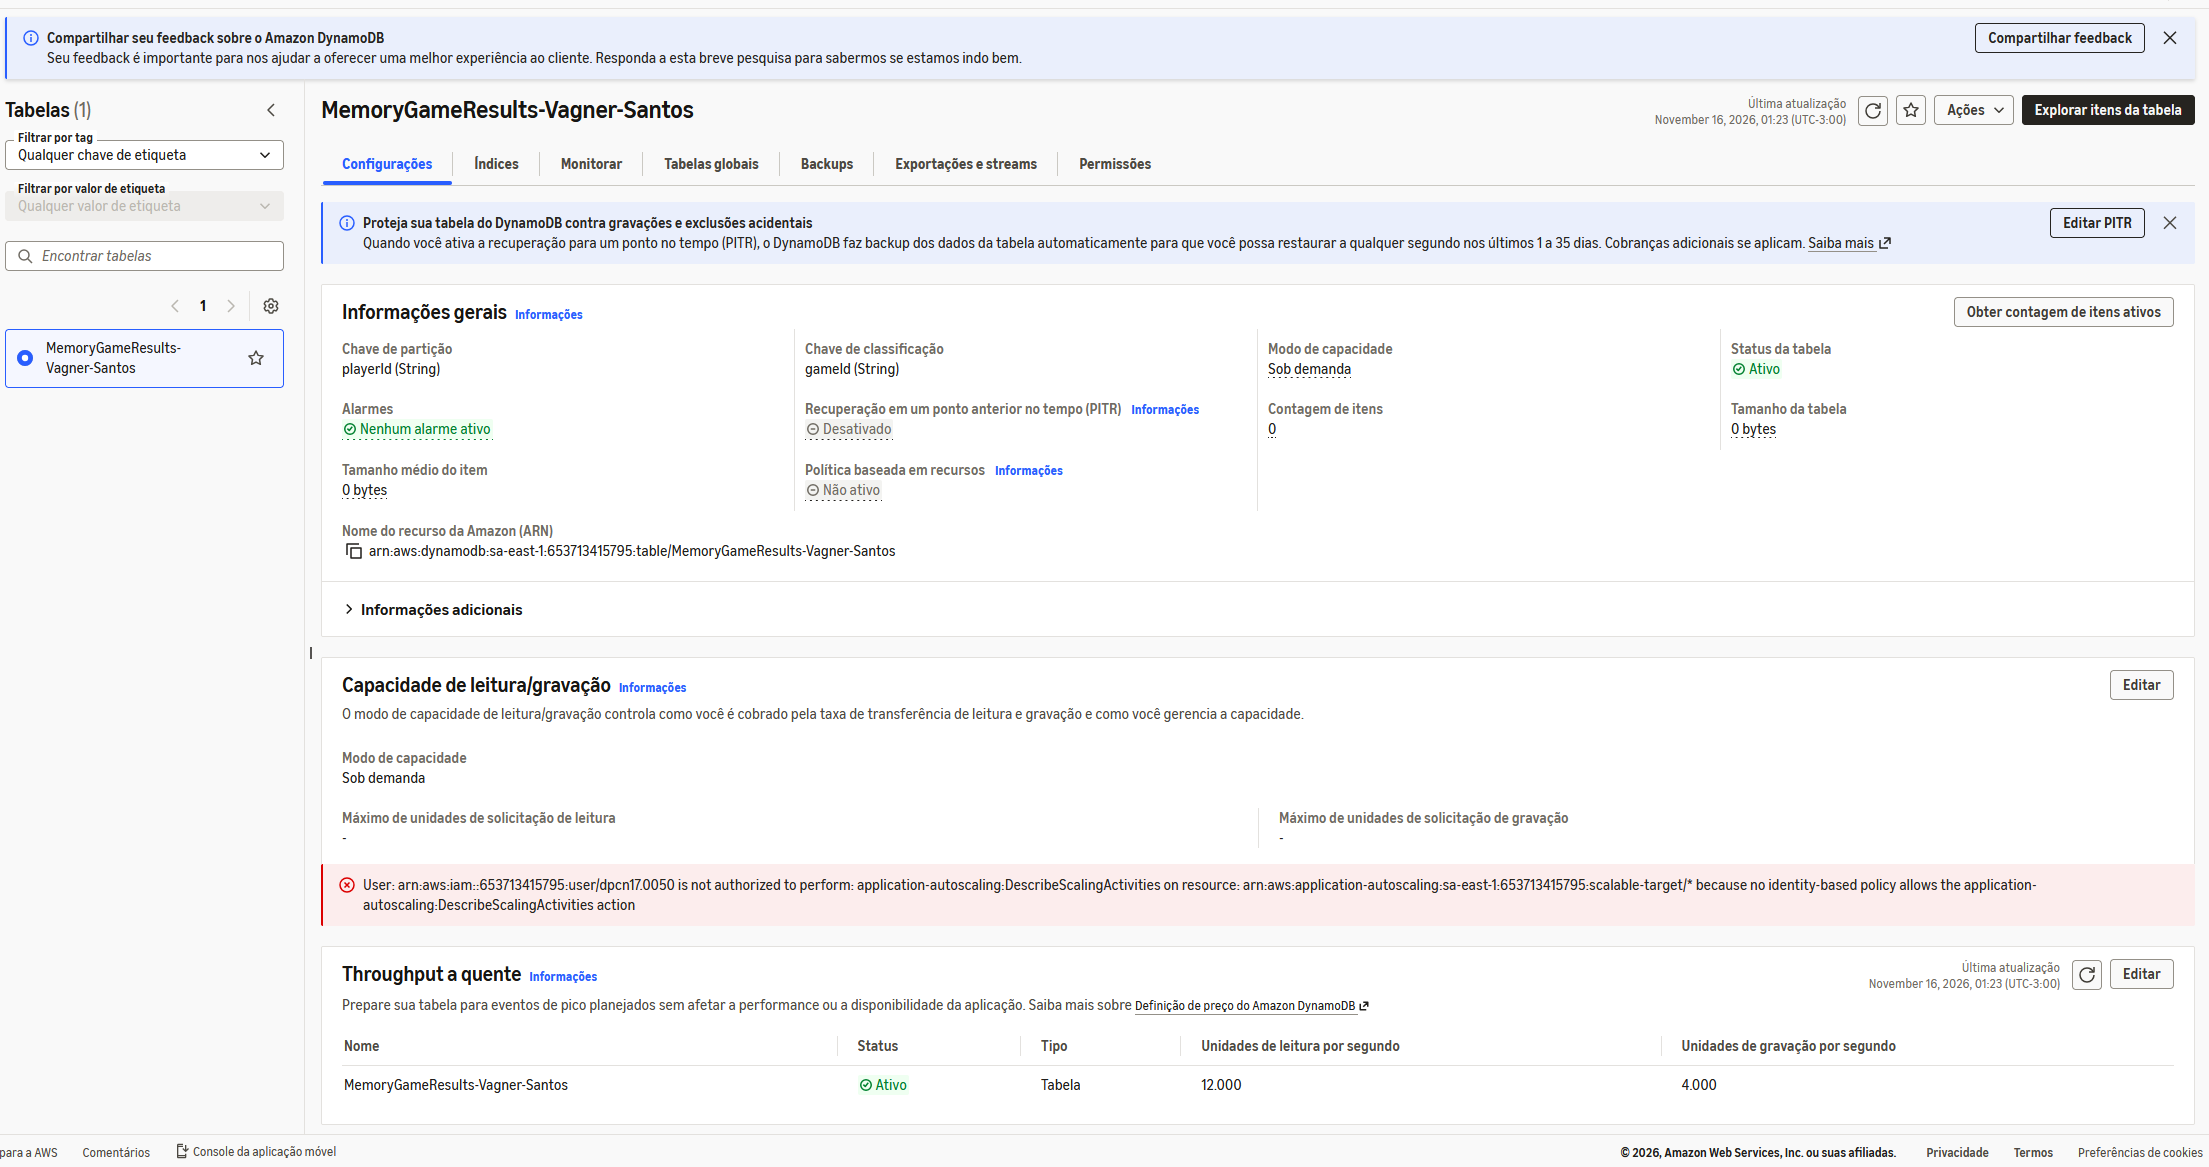 Compartilhar seu feedback sobre o Amazon DynamoDB
Seu feedback é importante para nos ajudar a oferecer uma melhor experiência ao cliente. Responda a esta breve pesquisa para sabermos se estamos indo bem.
Compartilhar feedback
Tabelas (1)
Filtrar por tag
Qualquer chave de etiqueta
Filtrar por valor de etiqueta
Qualquer valor de etiqueta
Encontrar tabelas
1
MemoryGameResults-
Vagner-Santos
MemoryGameResults-Vagner-Santos
Última atualização
November 16, 2026, 01:23 (UTC-3:00)
Ações
Explorar itens da tabela
Configurações
Índices
Monitorar
Tabelas globais
Backups
Exportações e streams
Permissões
Proteja sua tabela do DynamoDB contra gravações e exclusões acidentais
Quando você ativa a recuperação para um ponto no tempo (PITR), o DynamoDB faz backup dos dados da tabela automaticamente para que você possa restaurar a qualquer segundo nos últimos 1 a 35 dias. Cobranças adicionais se aplicam. Saiba mais
Editar PITR
Informações gerais Informações
Obter contagem de itens ativos
Chave de partição
playerId (String)
Chave de classificação
gameId (String)
Modo de capacidade
Sob demanda
Status da tabela
Ativo
Alarmes
Nenhum alarme ativo
Recuperação em um ponto anterior no tempo (PITR) Informações
Desativado
Contagem de itens
0
Tamanho da tabela
0 bytes
Tamanho médio do item
0 bytes
Política baseada em recursos Informações
Não ativo
Nome do recurso da Amazon (ARN)
arn:aws:dynamodb:sa-east-1:653713415795:table/MemoryGameResults-Vagner-Santos
Informações adicionais
Capacidade de leitura/gravação Informações
Editar
O modo de capacidade de leitura/gravação controla como você é cobrado pela taxa de transferência de leitura e gravação e como você gerencia a capacidade.
Modo de capacidade
Sob demanda
Máximo de unidades de solicitação de leitura
-
Máximo de unidades de solicitação de gravação
-
User: arn:aws:iam::653713415795:user/dpcn17.0050 is not authorized to perform: application-autoscaling:DescribeScalingActivities on resource: arn:aws:application-autoscaling:sa-east-1:653713415795:scalable-target/* because no identity-based policy allows the application-
autoscaling:DescribeScalingActivities action
Throughput a quente Informações
Última atualização
November 16, 2026, 01:23 (UTC-3:00)
Editar
Prepare sua tabela para eventos de pico planejados sem afetar a performance ou a disponibilidade da aplicação. Saiba mais sobre Definição de preço do Amazon DynamoDB
Nome Status Tipo Unidades de leitura por segundo Unidades de gravação por segundo
MemoryGameResults-Vagner-Santos Ativo Tabela 12.000 4.000
para a AWS Comentários Console da aplicação móvel © 2026, Amazon Web Services, Inc. ou suas afiliadas. Privacidade Termos Preferências de cookies